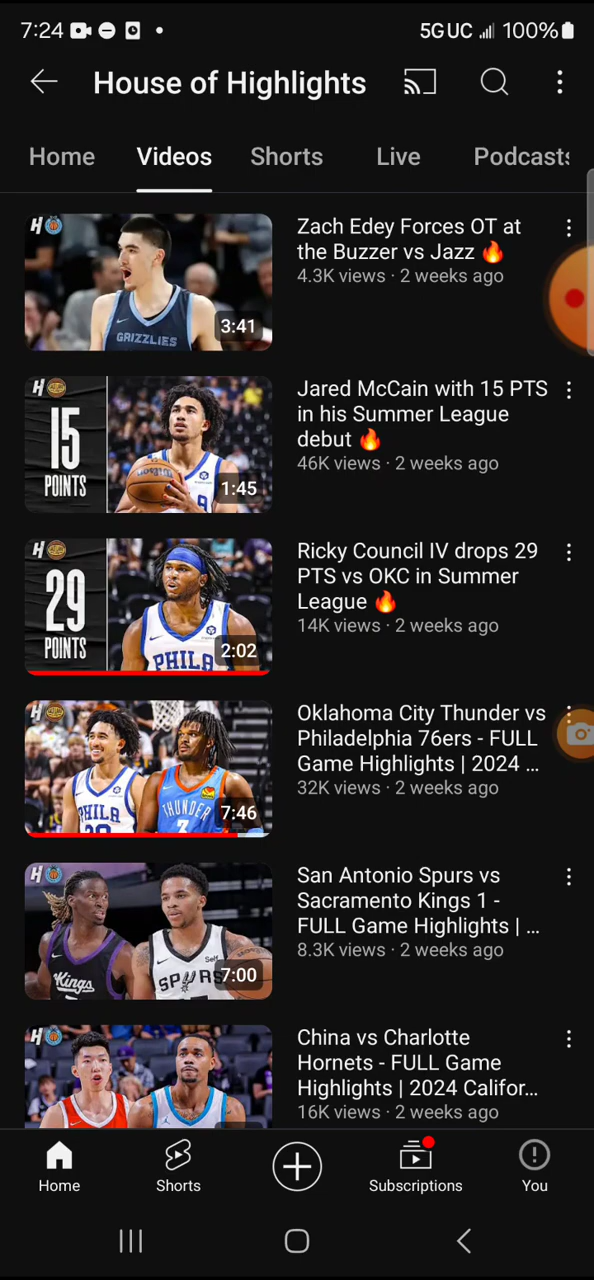 7:24
5G UC
100%
House of Highlights
Home
Videos
Shorts
Live
Podcasts
H
GRIZZLIES
3:41
Zach Edey Forces OT at
the Buzzer vs Jazz 🔥
4.3K views · 2 weeks ago
H
15
POINTS
1:45
Jared McCain with 15 PTS
in his Summer League
debut 🔥
46K views · 2 weeks ago
H
29
POINTS
PHILA
2:02
Ricky Council IV drops 29
PTS vs OKC in Summer
League 🔥
14K views · 2 weeks ago
H
PHILA
THUNDER
7:46
Oklahoma City Thunder vs
Philadelphia 76ers - FULL
Game Highlights | 2024 ...
32K views · 2 weeks ago
H
Kings
SPURS
Self
7:00
San Antonio Spurs vs
Sacramento Kings 1 -
FULL Game Highlights | ...
8.3K views · 2 weeks ago
H
China vs Charlotte
Hornets - FULL Game
Highlights | 2024 Califor...
16K views · 2 weeks ago
Home
Shorts
Subscriptions
You